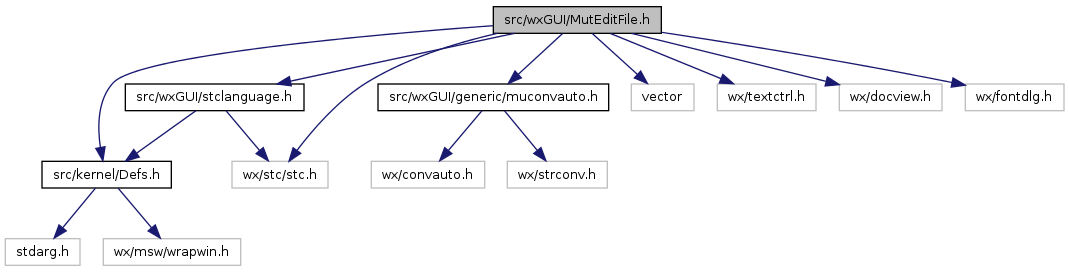 src/wxGUI/MutEditFile.h
src/wxGUI/stclanguage.h
src/wxGUI/generic/muconvauto.h
vector
wx/textctrl.h
wx/docview.h
wx/fontdlg.h
src/kernel/Defs.h
wx/stc/stc.h
wx/convauto.h
wx/strconv.h
stdarg.h
wx/msw/wrapwin.h